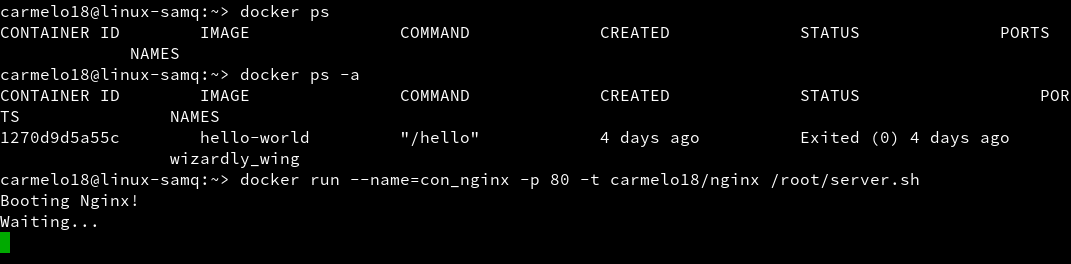 carmelo18@linux-samq:~> docker ps
CONTAINER ID        IMAGE               COMMAND             CREATED             STATUS              PORTS
             NAMES
carmelo18@linux-samq:~> docker ps -a
CONTAINER ID        IMAGE               COMMAND             CREATED             STATUS                  POR
TS               NAMES
1270d9d5a55c        hello-world         "/hello"            4 days ago          Exited (0) 4 days ago
                 wizardly_wing
carmelo18@linux-samq:~> docker run --name=con_nginx -p 80 -t carmelo18/nginx /root/server.sh
Booting Nginx!
Waiting...